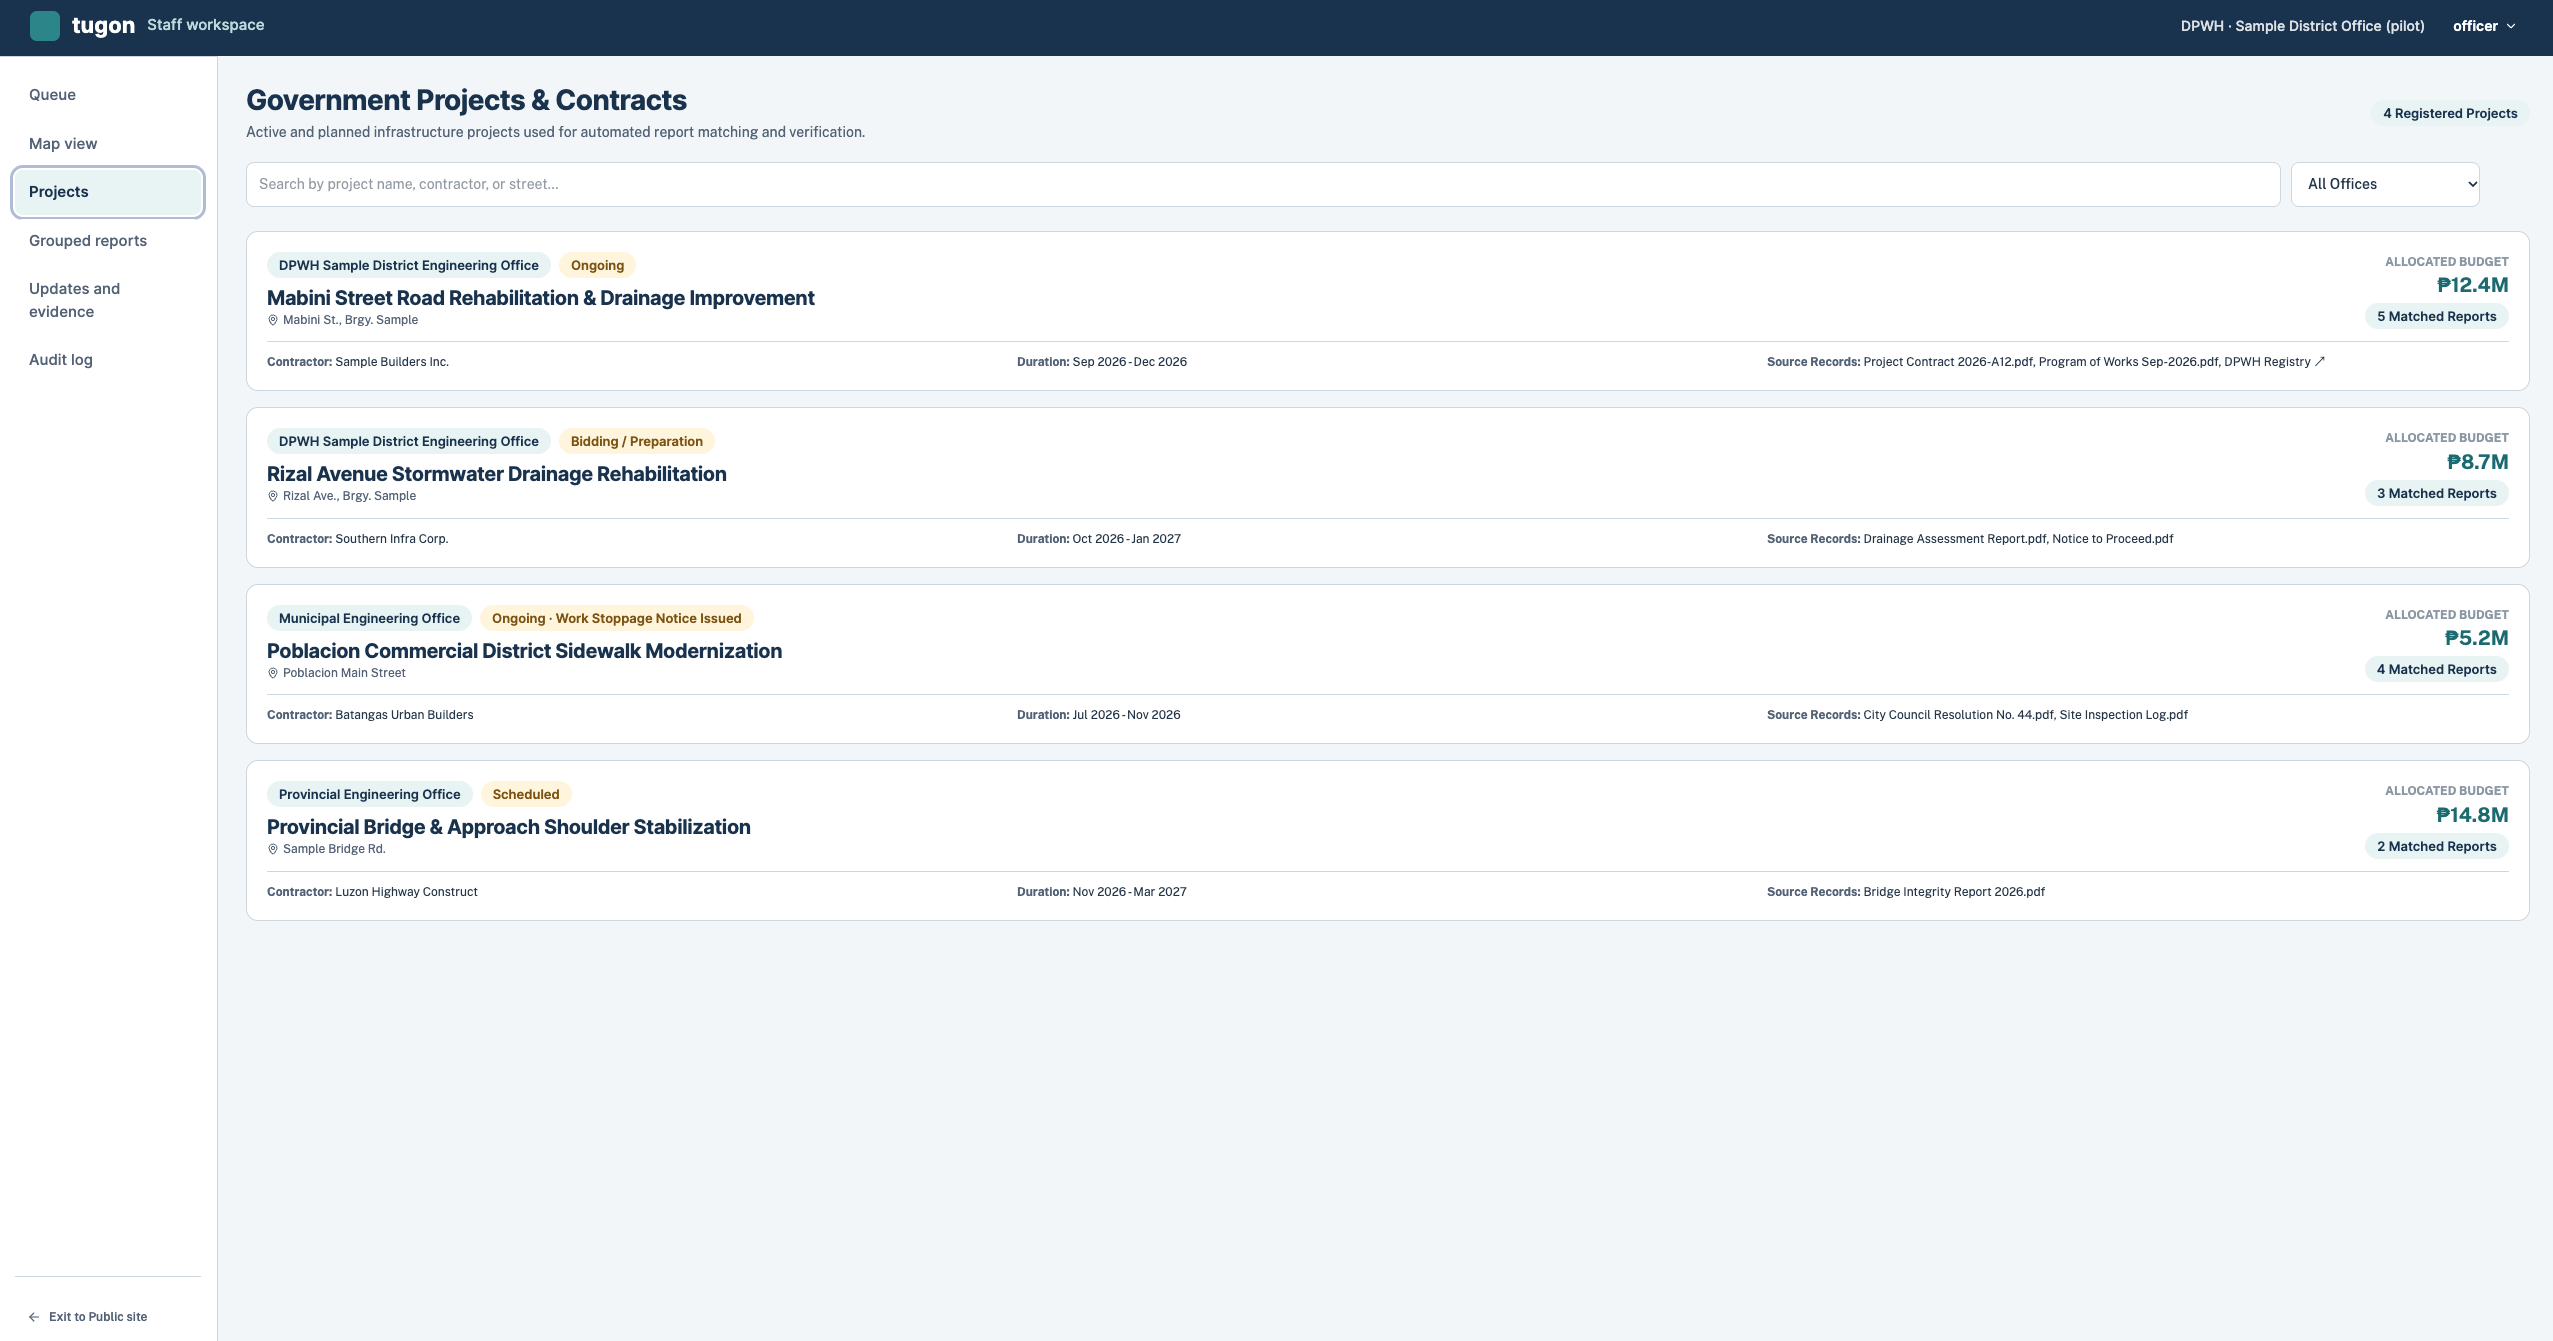 tugon Staff workspace
DPWH · Sample District Office (pilot) officer
Queue
Map view
Projects
Grouped reports
Updates and
evidence
Audit log
Exit to Public site
Government Projects & Contracts
Active and planned infrastructure projects used for automated report matching and verification.
4 Registered Projects
Search by project name, contractor, or street...
All Offices
DPWH Sample District Engineering Office Ongoing
Mabini Street Road Rehabilitation & Drainage Improvement
Mabini St., Brgy. Sample
ALLOCATED BUDGET
₱12.4M
5 Matched Reports
Contractor: Sample Builders Inc. Duration: Sep 2026 - Dec 2026 Source Records: Project Contract 2026-A12.pdf, Program of Works Sep-2026.pdf, DPWH Registry ↗
DPWH Sample District Engineering Office Bidding / Preparation
Rizal Avenue Stormwater Drainage Rehabilitation
Rizal Ave., Brgy. Sample
ALLOCATED BUDGET
₱8.7M
3 Matched Reports
Contractor: Southern Infra Corp. Duration: Oct 2026 - Jan 2027 Source Records: Drainage Assessment Report.pdf, Notice to Proceed.pdf
Municipal Engineering Office Ongoing · Work Stoppage Notice Issued
Poblacion Commercial District Sidewalk Modernization
Poblacion Main Street
ALLOCATED BUDGET
₱5.2M
4 Matched Reports
Contractor: Batangas Urban Builders Duration: Jul 2026 - Nov 2026 Source Records: City Council Resolution No. 44.pdf, Site Inspection Log.pdf
Provincial Engineering Office Scheduled
Provincial Bridge & Approach Shoulder Stabilization
Sample Bridge Rd.
ALLOCATED BUDGET
₱14.8M
2 Matched Reports
Contractor: Luzon Highway Construct Duration: Nov 2026 - Mar 2027 Source Records: Bridge Integrity Report 2026.pdf